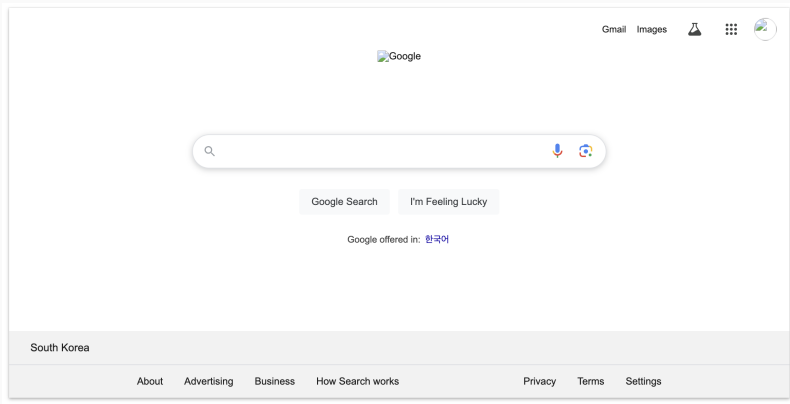 Gmail Images
Google
Google Search I'm Feeling Lucky
Google offered in: 한국어
South Korea
About Advertising Business How Search works Privacy Terms Settings